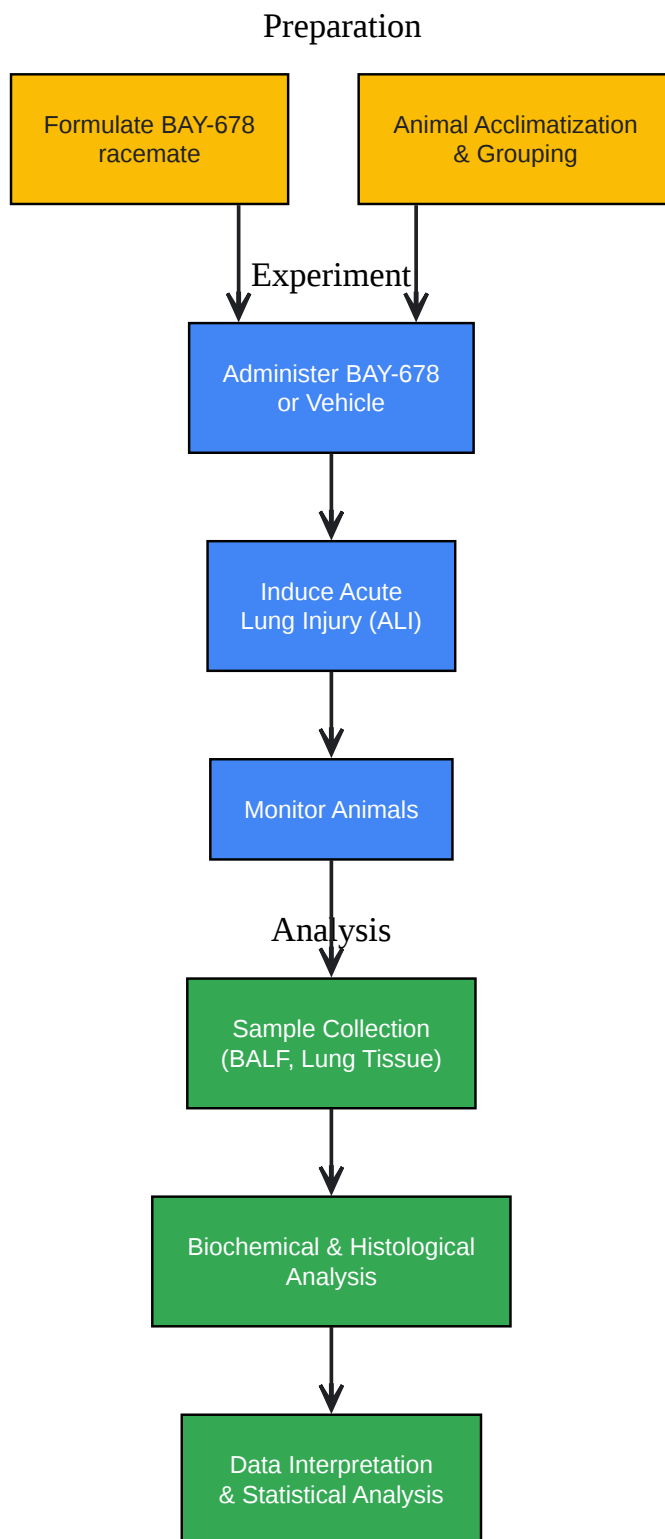 Preparation
Formulate BAY-678
racemate
Animal Acclimatization
& Grouping
Experiment
Administer BAY-678
or Vehicle
Induce Acute
Lung Injury (ALI)
Monitor Animals
Analysis
Sample Collection
(BALF, Lung Tissue)
Biochemical & Histological
Analysis
Data Interpretation
& Statistical Analysis